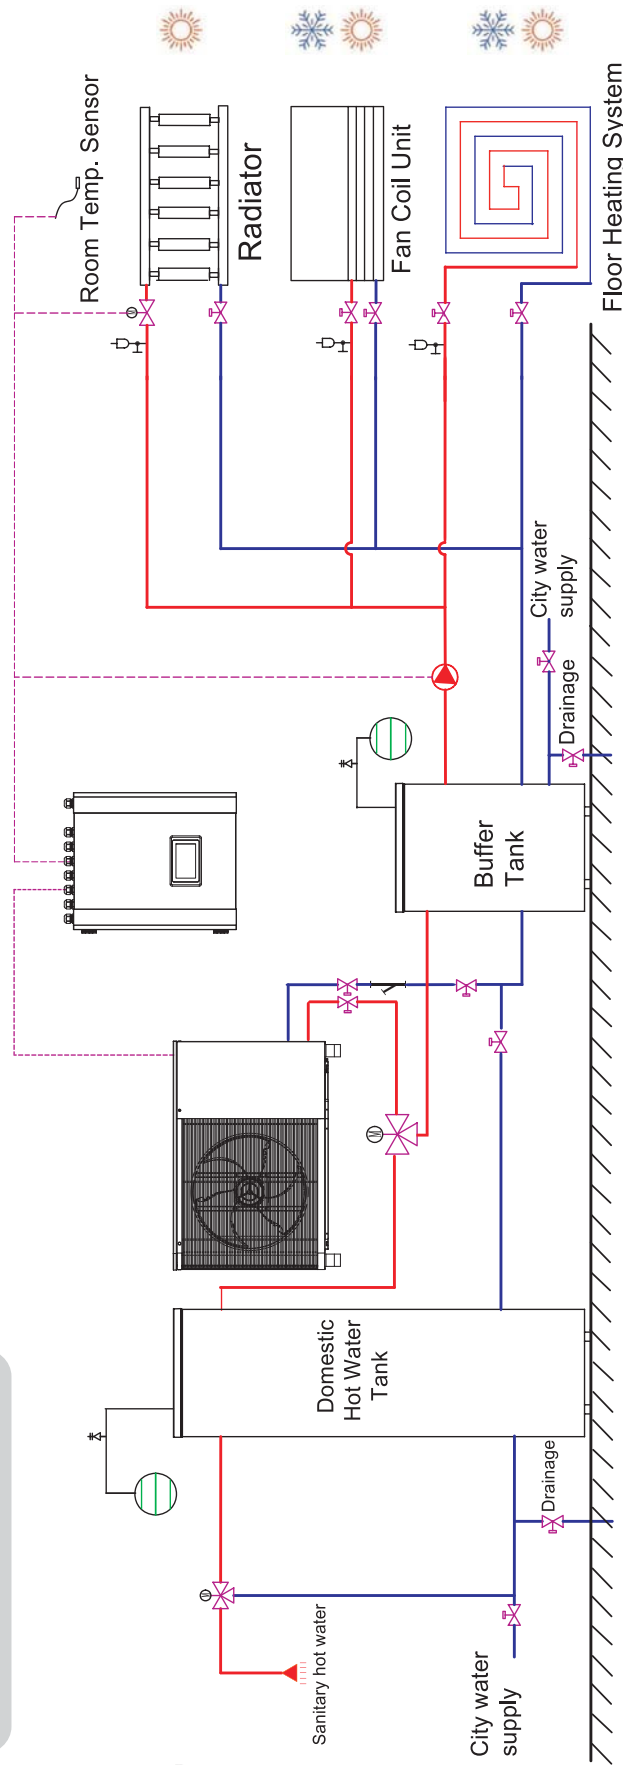 Room Temp. Sensor
Radiator
Fan Coil Unit
Floor Heating System
City water
supply
Drainage
Buffer
Tank
M
M
Domestic
Hot Water
Tank
Drainage
M
Sanitary hot water
City water
supply